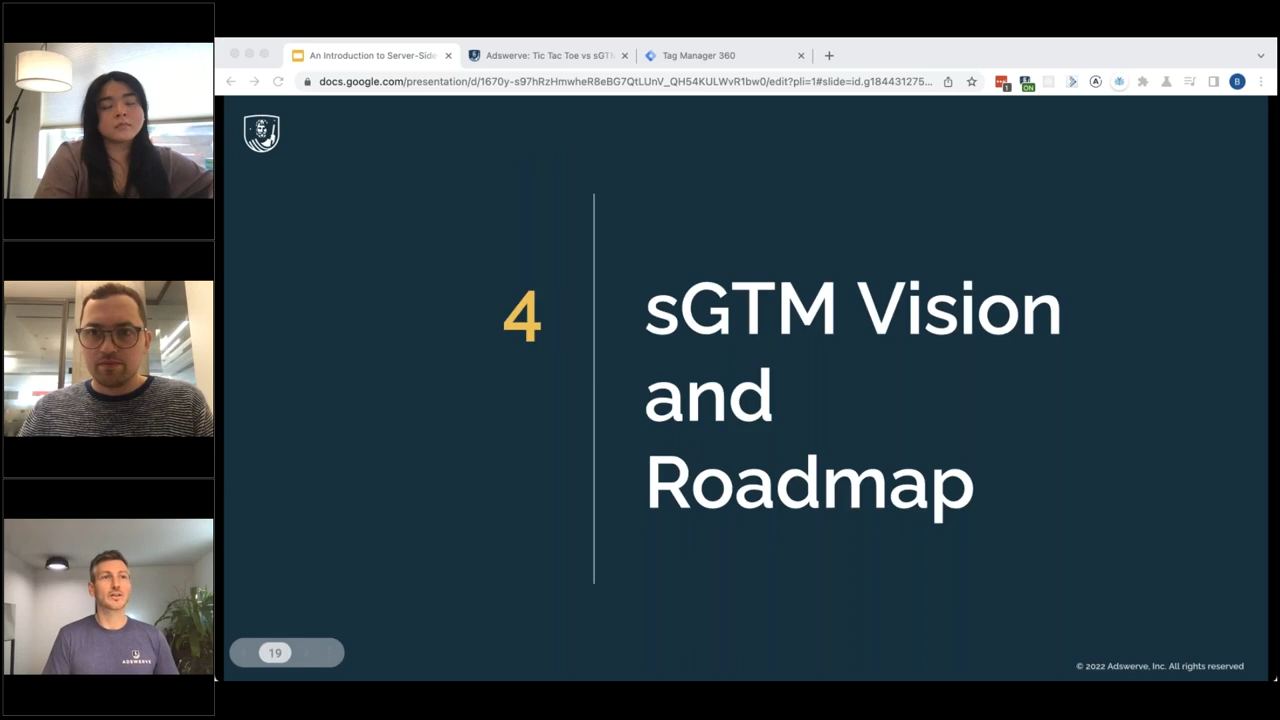 An Introduction to Server-Side
Adswerve: Tic Tac Toe vs sGTM
Tag Manager 360
docs.google.com/presentation/d/1670y-s97hRzHmwheR8eBG7QtLUnV_QH54KULWvR1bw0/edit?pli=1#slide=id.g184431275...
1
ON
A
B
4
sGTM Vision
and
Roadmap
19
ADSWERVE
© 2022 Adswerve, Inc. All rights reserved